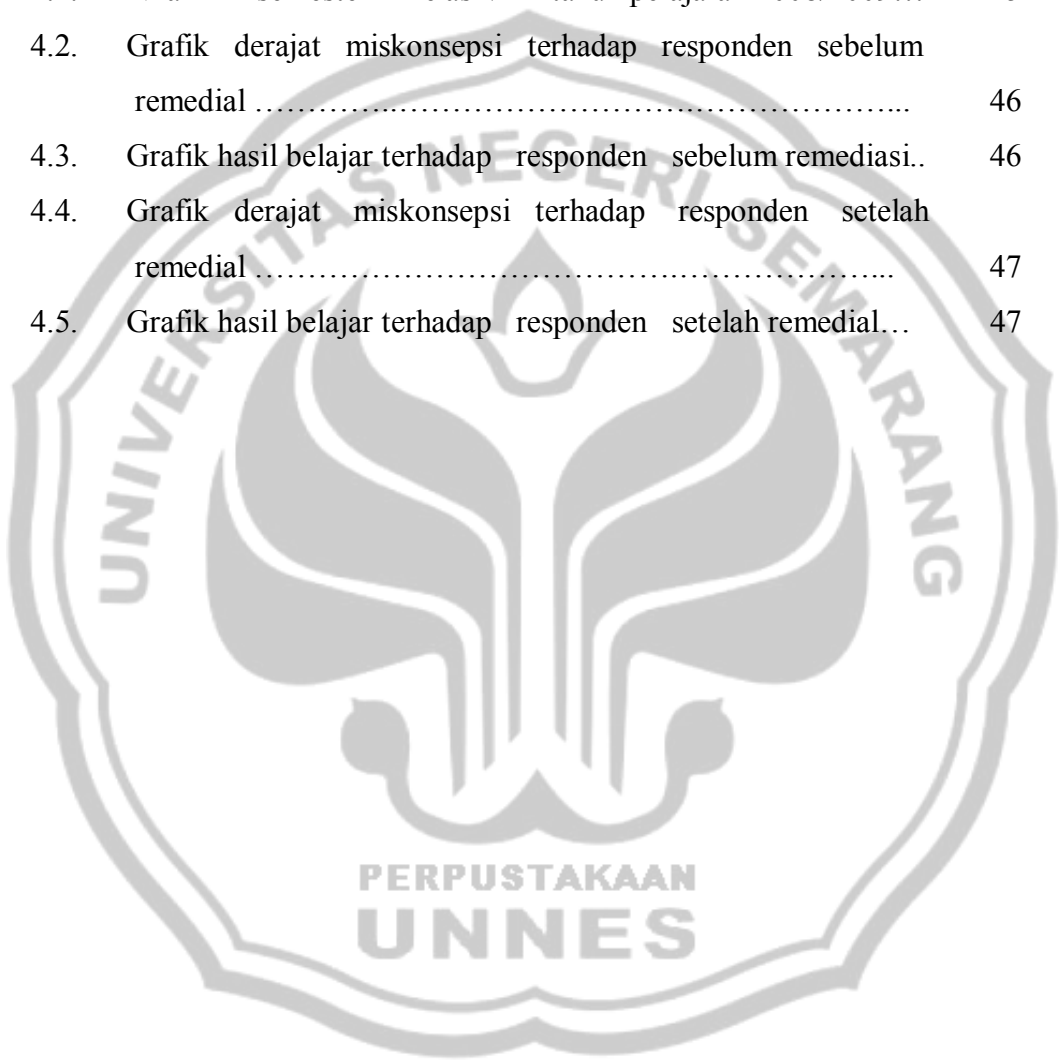 4.2. Grafik derajat miskonsepsi terhadap responden sebelum
remedial ……………………………………………………... 46
4.3. Grafik hasil belajar terhadap responden sebelum remediasi.. 46
4.4. Grafik derajat miskonsepsi terhadap responden setelah
remedial …………………………………………………... 47
4.5. Grafik hasil belajar terhadap responden setelah remedial… 47
UNIVERSITAS NEGERI SEMARANG
PERPUSTAKAAN
UNNES